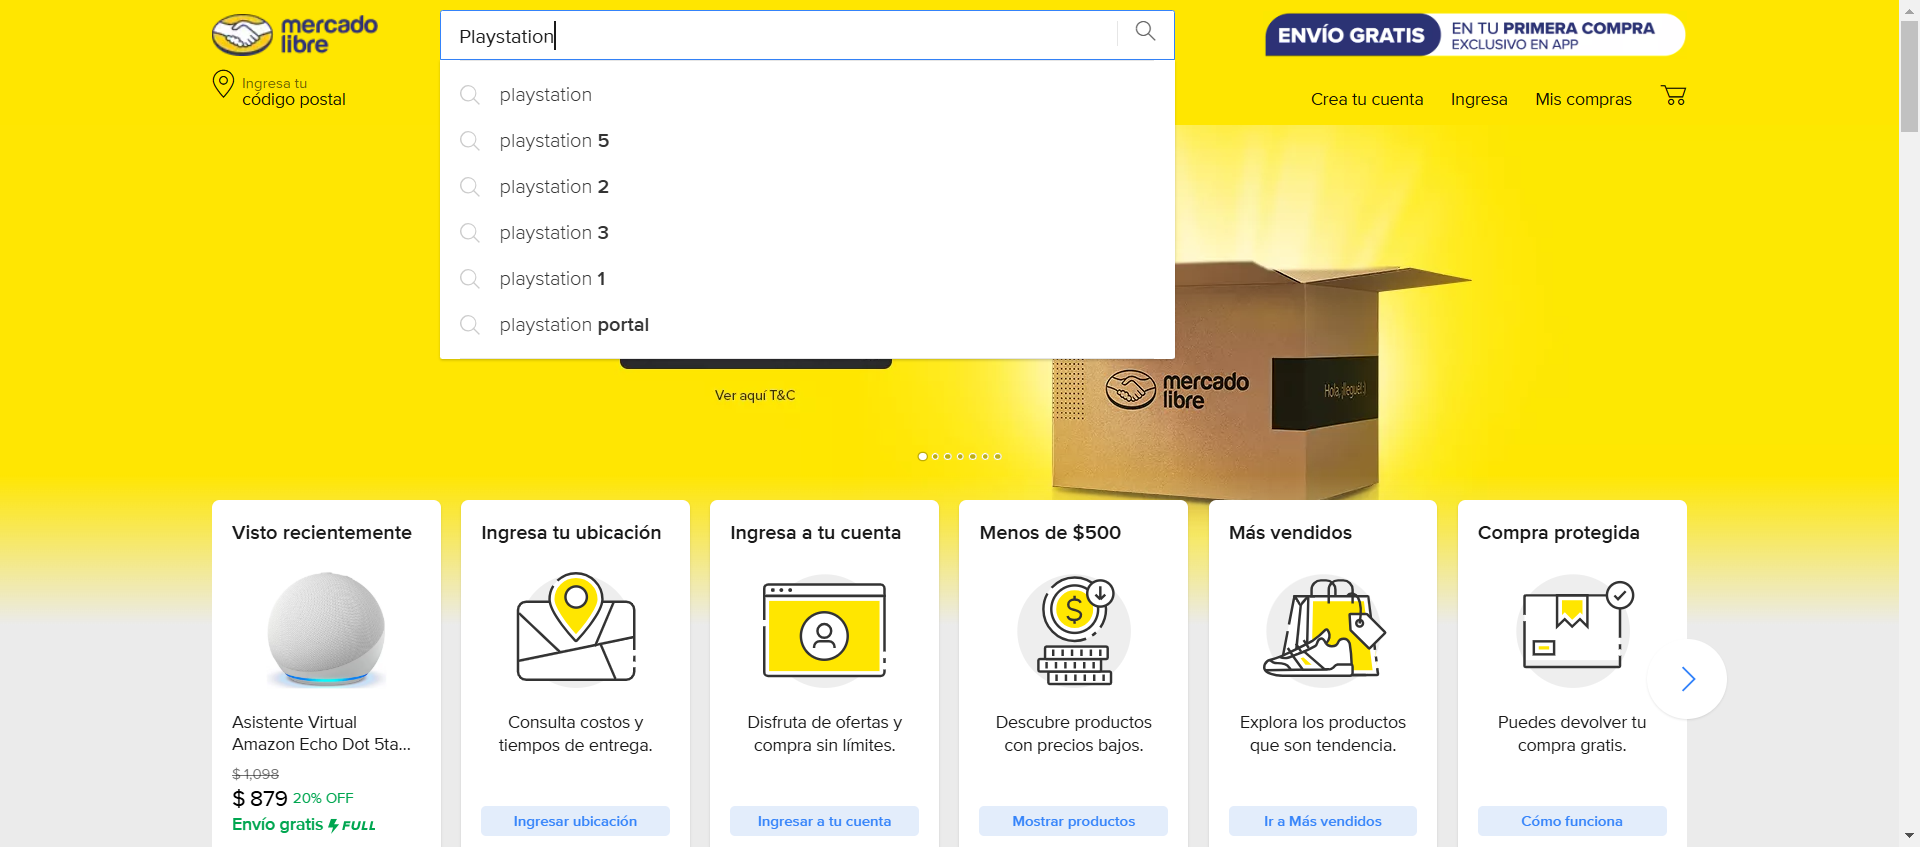 mercado
libre
Playstation
ENVÍO GRATIS
EN TU PRIMERA COMPRA
EXCLUSIVO EN APP
Ingresa tu
código postal
Crea tu cuenta
Ingresa
Mis compras
playstation
playstation 5
playstation 2
playstation 3
playstation 1
playstation portal
Ver aquí T&C
mercado
libre
Hola, ¡llegué! :)
Visto recientemente
Asistente Virtual
Amazon Echo Dot 5ta...
$ 1,098
$ 879 20% OFF
Envío gratis FULL
Ingresa tu ubicación
Consulta costos y
tiempos de entrega.
Ingresar ubicación
Ingresa a tu cuenta
Disfruta de ofertas y
compra sin límites.
Ingresar a tu cuenta
Menos de $500
$
Descubre productos
con precios bajos.
Mostrar productos
Más vendidos
Explora los productos
que son tendencia.
Ir a Más vendidos
Compra protegida
Puedes devolver tu
compra gratis.
Cómo funciona